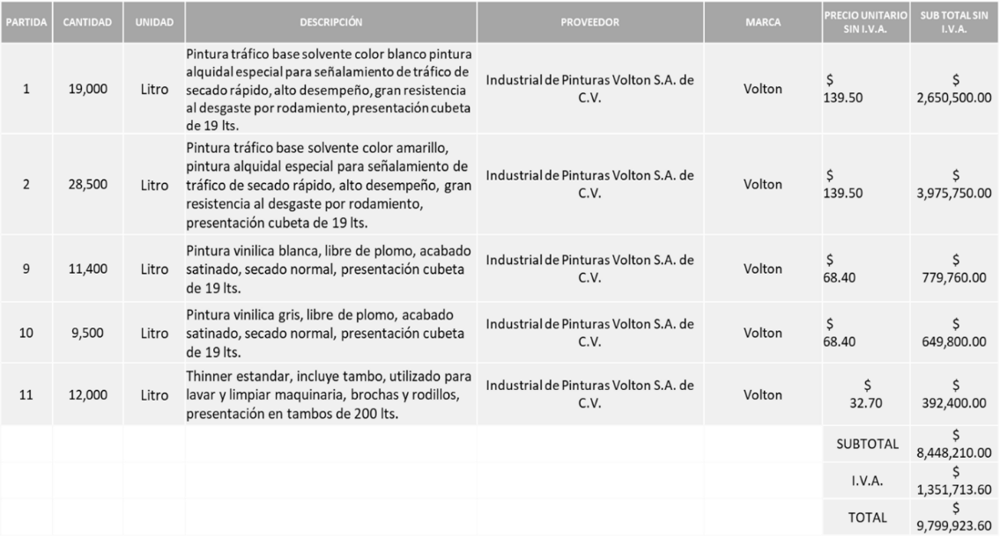 PARTIDA CANTIDAD UNIDAD DESCRIPCIÓN PROVEEDOR MARCA PRECIO UNITARIO SIN I.V.A. SUB TOTAL SIN I.V.A.
1 19,000 Litro
Pintura tráfico base solvente color blanco pintura
alquidal especial para señalamiento de tráfico de
secado rápido, alto desempeño, gran resistencia
al desgaste por rodamiento, presentación cubeta
de 19 lts.
Industrial de Pinturas Volton S.A. de
C.V.
Volton
$
139.50
$
2,650,500.00
2 28,500 Litro
Pintura tráfico base solvente color amarillo,
pintura alquidal especial para señalamiento de
tráfico de secado rápido, alto desempeño, gran
resistencia al desgaste por rodamiento,
presentación cubeta de 19 lts.
Industrial de Pinturas Volton S.A. de
C.V.
Volton
$
139.50
$
3,975,750.00
9 11,400 Litro
Pintura vinilica blanca, libre de plomo, acabado
satinado, secado normal, presentación cubeta
de 19 lts.
Industrial de Pinturas Volton S.A. de
C.V.
Volton
$
68.40
$
779,760.00
10 9,500 Litro
Pintura vinilica gris, libre de plomo, acabado
satinado, secado normal, presentación cubeta
de 19 lts.
Industrial de Pinturas Volton S.A. de
C.V.
Volton
$
68.40
$
649,800.00
11 12,000 Litro
Thinner estandar, incluye tambo, utilizado para
lavar y limpiar maquinaria, brochas y rodillos,
presentación en tambos de 200 lts.
Industrial de Pinturas Volton S.A. de
C.V.
Volton
$
32.70
$
392,400.00
SUBTOTAL
$
8,448,210.00
I.V.A.
$
1,351,713.60
TOTAL
$
9,799,923.60